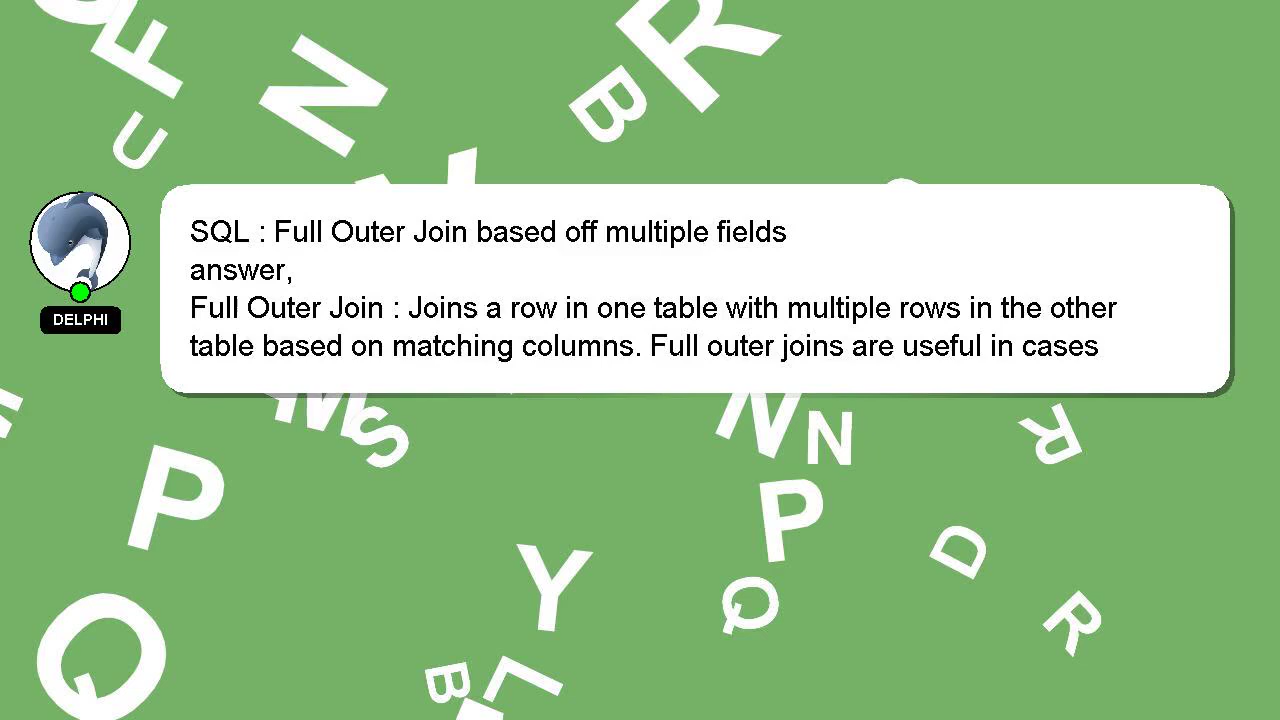 SQL : Full Outer Join based off multiple fields
answer,
Full Outer Join : Joins a row in one table with multiple rows in the other
table based on matching columns. Full outer joins are useful in cases
DELPHI
F
N
U
B
R
M
S
N
N
R
P
P
D
Y
Q
Q
R
B
L